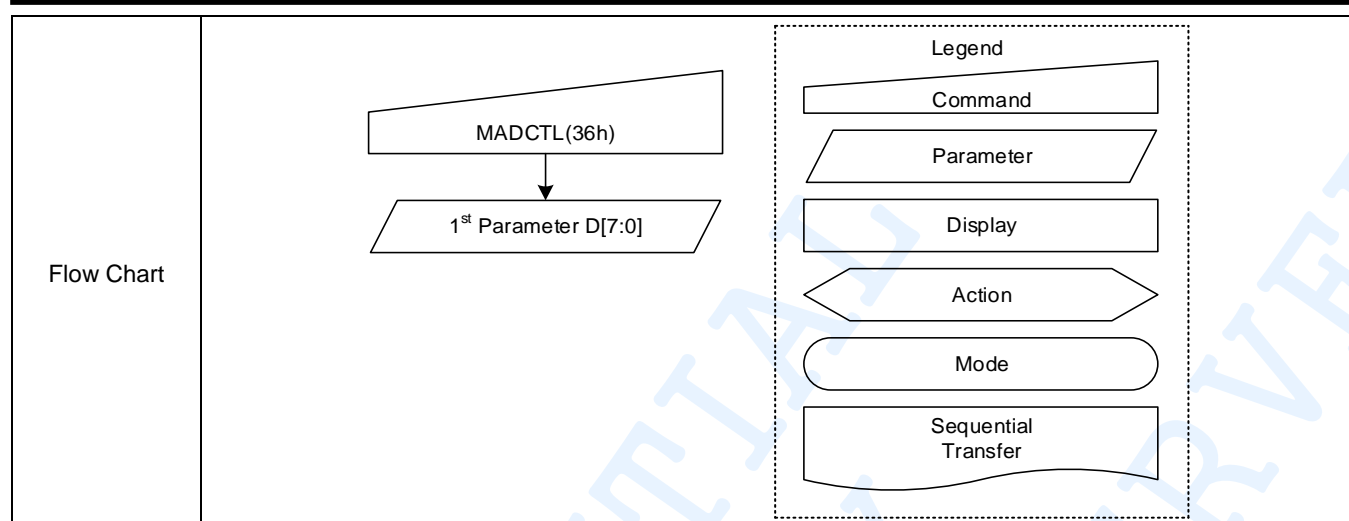 Flow Chart
MADCTL(36h)
1st Parameter D[7:0]
Legend
Command
Parameter
Display
Action
Mode
Sequential
Transfer